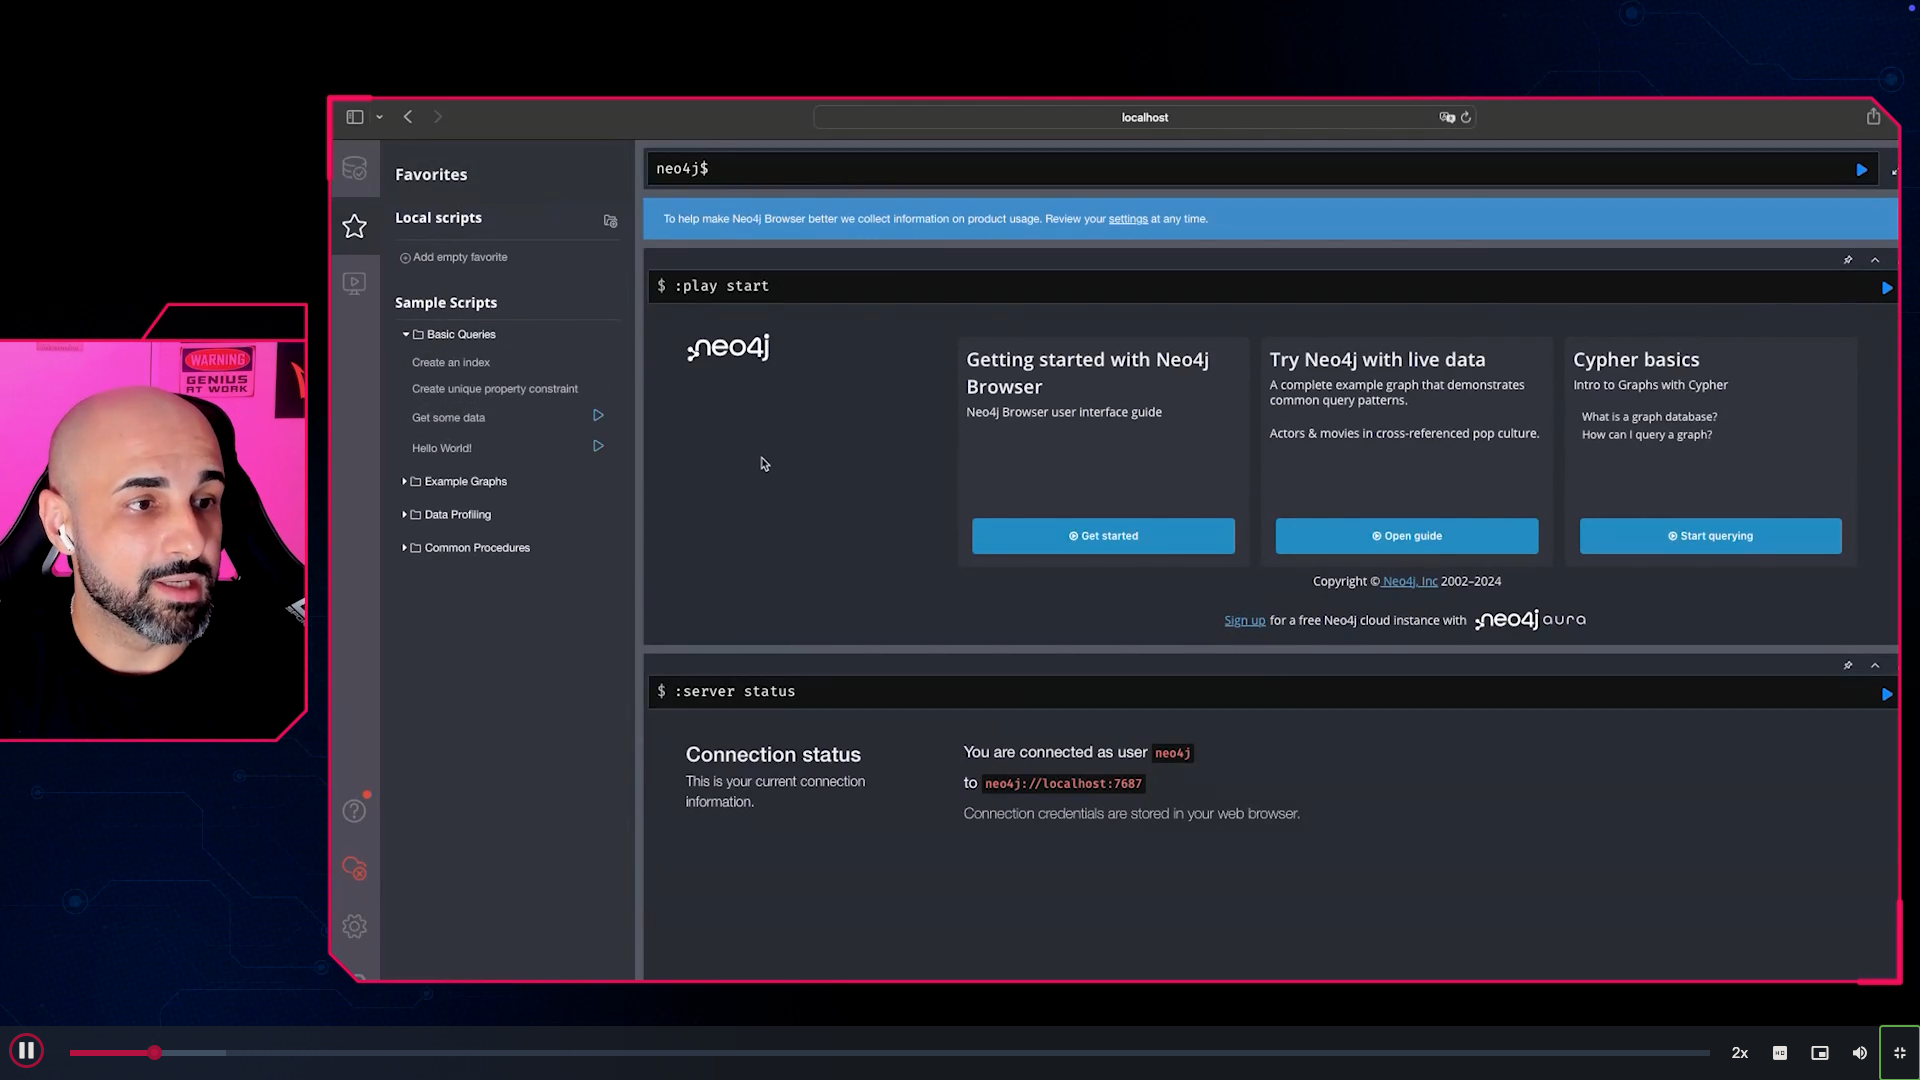 localhost
WARNING
GENIUS
AT WORK
Favorites
Local scripts
Add empty favorite
Sample Scripts
Basic Queries
Create an index
Create unique property constraint
Get some data
Hello World!
Example Graphs
Data Profiling
Common Procedures
neo4j$
To help make Neo4j Browser better we collect information on product usage. Review your settings at any time.
$ :play start
neo4j
Getting started with Neo4j
Browser
Neo4j Browser user interface guide
Get started
Try Neo4j with live data
A complete example graph that demonstrates
common query patterns.
Actors & movies in cross-referenced pop culture.
Open guide
Cypher basics
Intro to Graphs with Cypher
What is a graph database?
How can I query a graph?
Start querying
Copyright © Neo4j, Inc 2002–2024
Sign up for a free Neo4j cloud instance with neo4j aura
$ :server status
Connection status
This is your current connection
information.
You are connected as user neo4j
to neo4j://localhost:7687
Connection credentials are stored in your web browser.
2x
HD